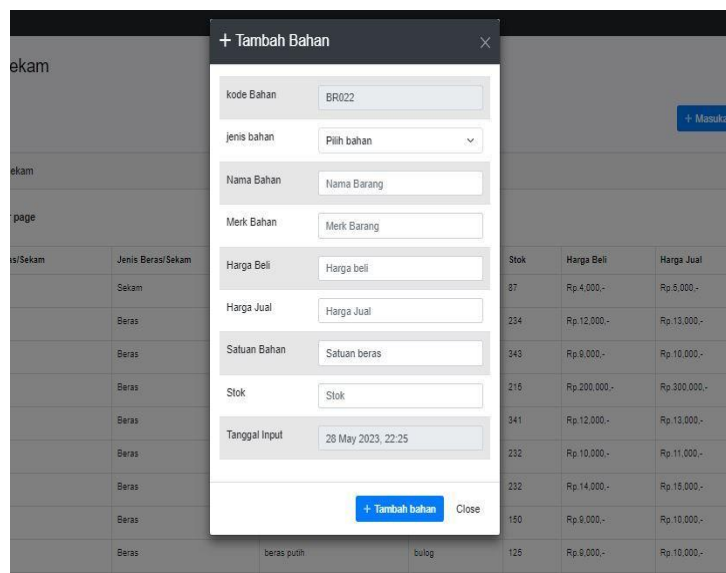 + Tambah Bahan
ekam
+ Masuka
ekam
page
kode Bahan BR022
jenis bahan Pilih bahan
Nama Bahan Nama Barang
Merk Bahan Merk Barang
Harga Beli Harga beli
Harga Jual Harga Jual
Satuan Bahan Satuan beras
Stok Stok
Tanggal Input 28 May 2023, 22:25
+ Tambah bahan Close
as/Sekam Jenis Beras/Sekam Stok Harga Beli Harga Jual
Sekam 87 Rp.4,000,- Rp.5,000,-
Beras 234 Rp.12,000,- Rp.13,000,-
Beras 343 Rp.9,000,- Rp.10,000,-
Beras 215 Rp.200,000,- Rp.300,000,-
Beras 341 Rp.12,000,- Rp.13,000,-
Beras 232 Rp.10,000,- Rp.11,000,-
Beras 232 Rp.14,000,- Rp.15,000,-
Beras 150 Rp.9,000,- Rp.10,000,-
Beras beras putih bulog 125 Rp.9,000,- Rp.10,000,-